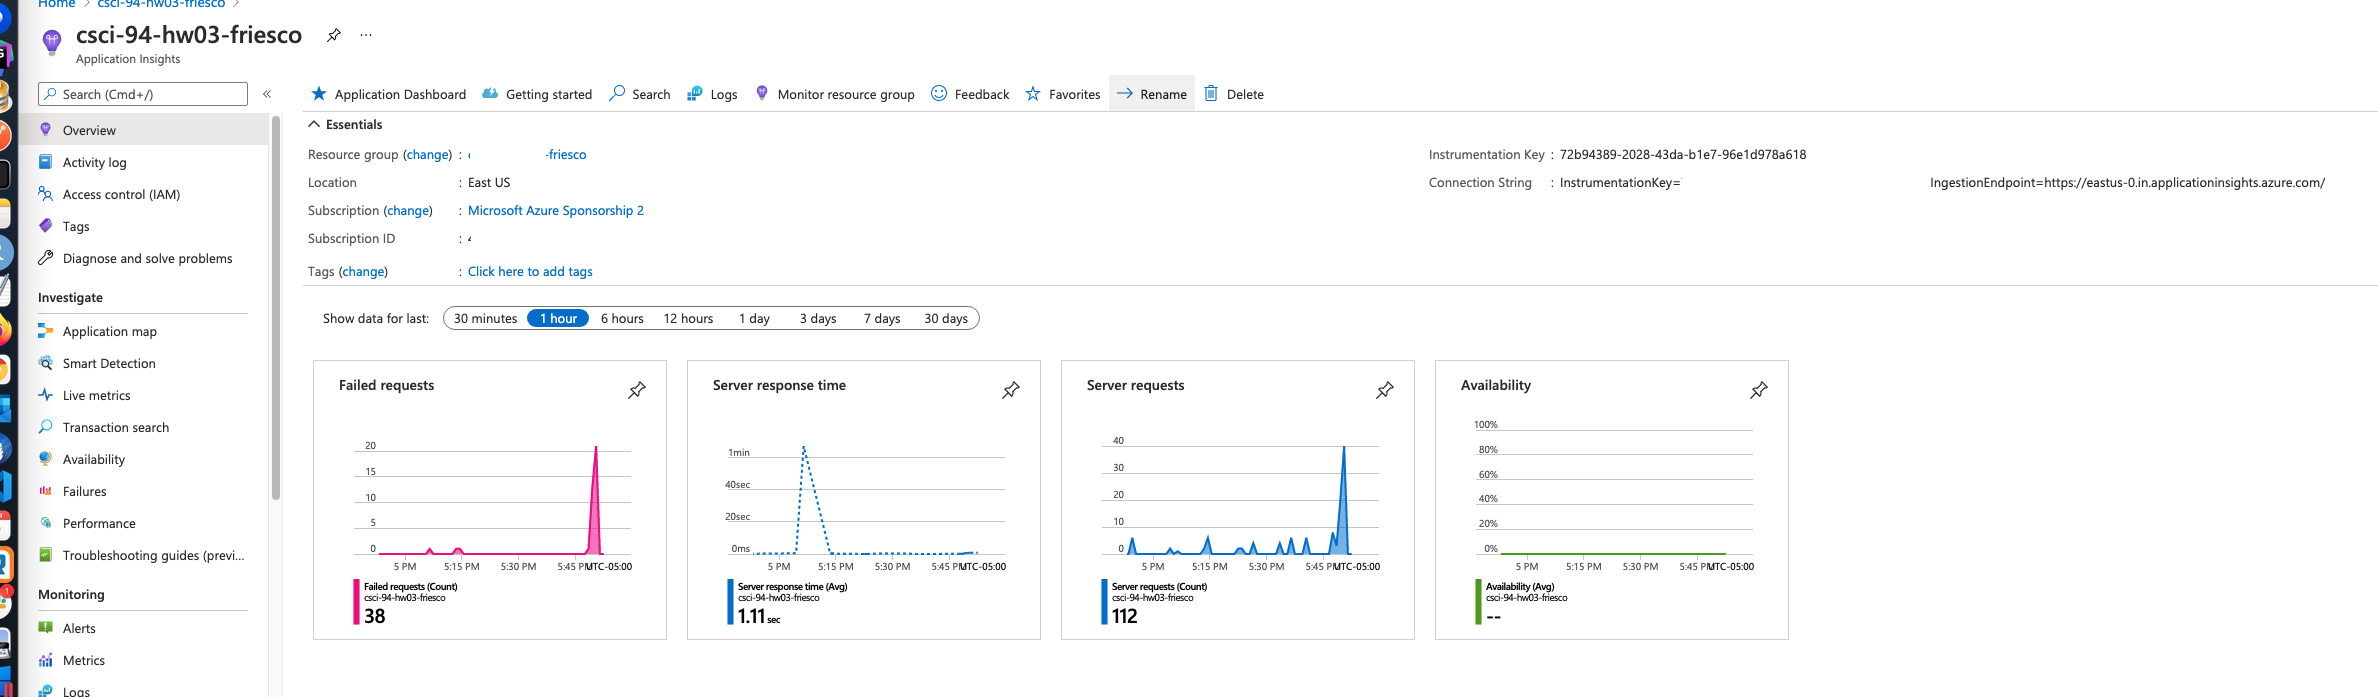 Home > csci-94-hw03-friesco >
csci-94-hw03-friesco ...
Application Insights
Search (Cmd+/) «
Application Dashboard Getting started Search Logs Monitor resource group Feedback Favorites Rename Delete
Overview
Activity log
Access control (IAM)
Tags
Diagnose and solve problems
Investigate
Application map
Smart Detection
Live metrics
Transaction search
Availability
Failures
Performance
Troubleshooting guides (previ...
Monitoring
Alerts
Metrics
Logs
Essentials
Resource group (change) : -friesco
Location : East US
Subscription (change) : Microsoft Azure Sponsorship 2
Subscription ID : 4
Tags (change) : Click here to add tags
Instrumentation Key : 72b94389-2028-43da-b1e7-96e1d978a618
Connection String : InstrumentationKey= IngestionEndpoint=https://eastus-0.in.applicationinsights.azure.com/
Show data for last: 30 minutes 1 hour 6 hours 12 hours 1 day 3 days 7 days 30 days
Failed requests
20
15
10
5
0
5 PM 5:15 PM 5:30 PM 5:45 PM UTC-05:00
Failed requests (Count)
csci-94-hw03-friesco
38
Server response time
1min
40sec
20sec
0ms
5 PM 5:15 PM 5:30 PM 5:45 PM UTC-05:00
Server response time (Avg)
csci-94-hw03-friesco
1.11 sec
Server requests
40
30
20
10
0
5 PM 5:15 PM 5:30 PM 5:45 PM UTC-05:00
Server requests (Count)
csci-94-hw03-friesco
112
Availability
100%
80%
60%
40%
20%
0%
5 PM 5:15 PM 5:30 PM 5:45 PM UTC-05:00
Availability (Avg)
csci-94-hw03-friesco
--